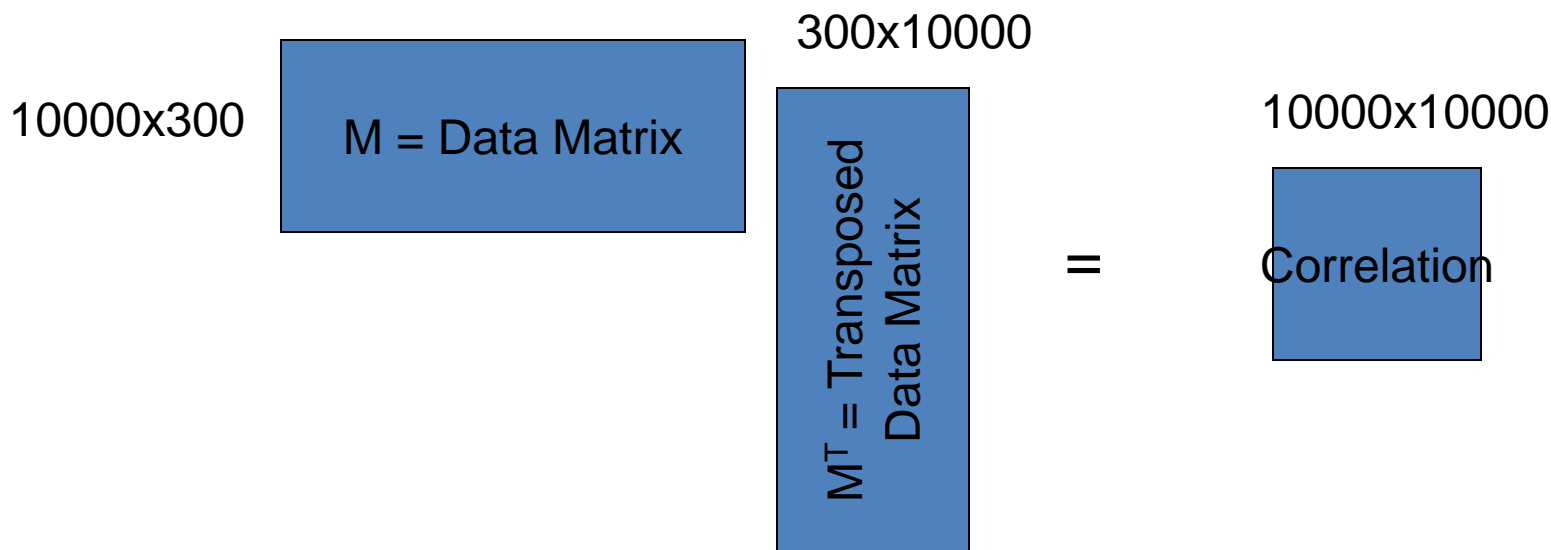 300x10000
10000x300
M = Data Matrix
10000x10000
Mᵀ = Transposed
Data Matrix
=
Correlation